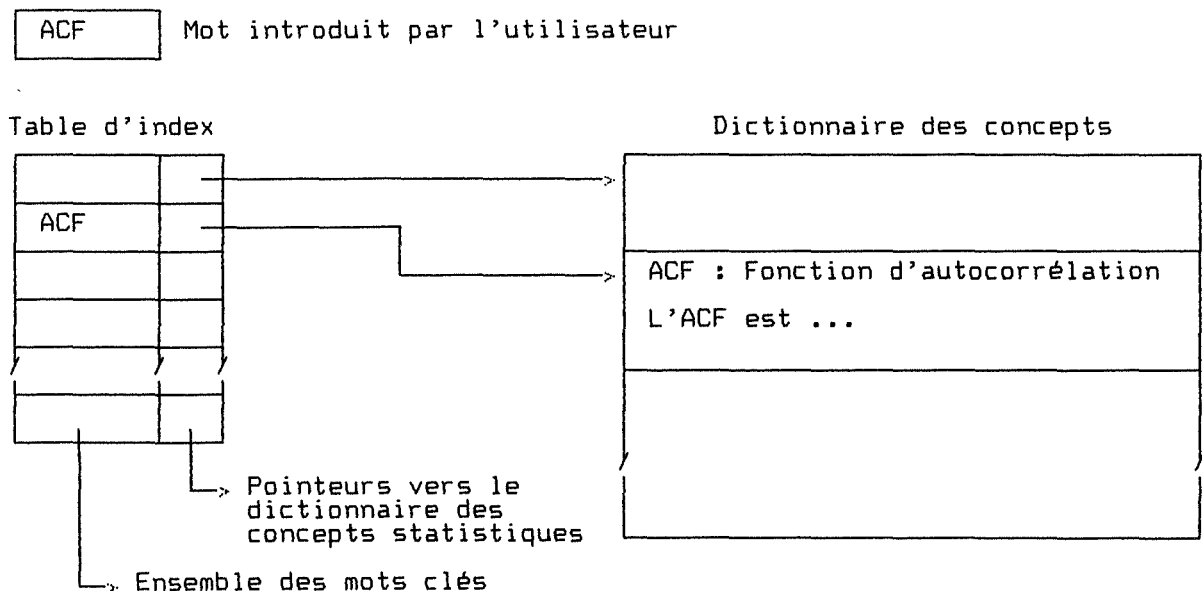 ACF Mot introduit par l'utilisateur
Table d'index
Dictionnaire des concepts
ACF
ACF : Fonction d'autocorrélation
L'ACF est ...
Pointeurs vers le
dictionnaire des
concepts statistiques
Ensemble des mots clés